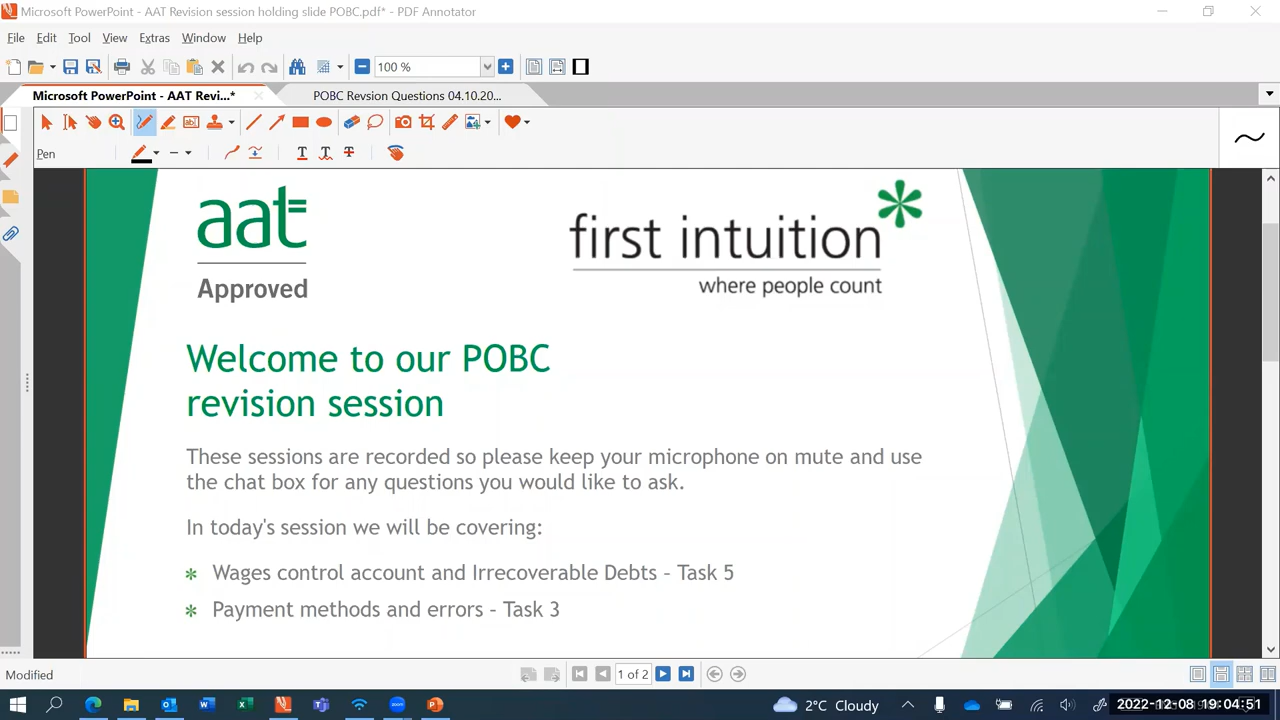 Microsoft PowerPoint - AAT Revision session holding slide POBC.pdf* - PDF Annotator
File Edit Tool View Extras Window Help
100 %
Microsoft PowerPoint - AAT Revi...*
POBC Revsion Questions 04.10.20...
Pen
aat
Approved
first intuition
where people count
Welcome to our POBC
revision session
These sessions are recorded so please keep your microphone on mute and use
the chat box for any questions you would like to ask.
In today's session we will be covering:
Wages control account and Irrecoverable Debts - Task 5
Payment methods and errors - Task 3
Modified
1 of 2
2°C Cloudy
2022-12-08 19:04:51